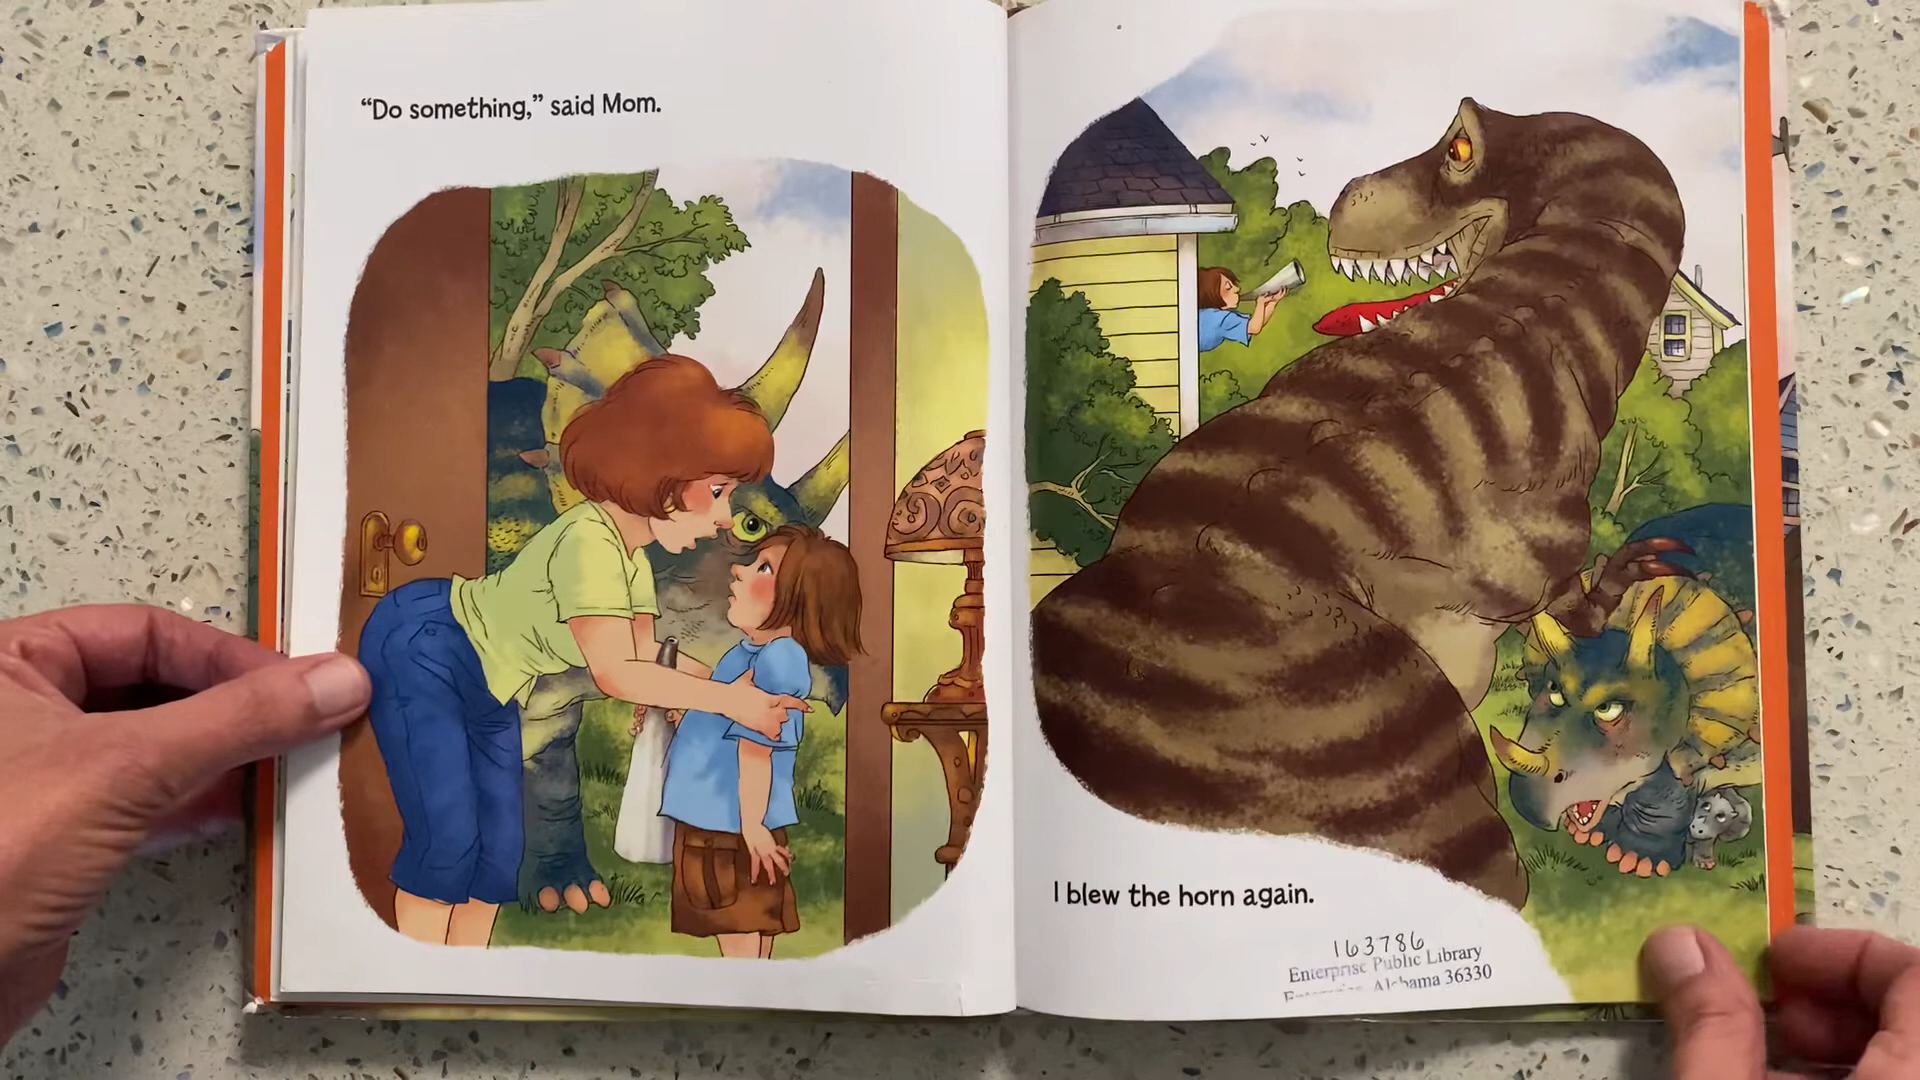 “Do something,” said Mom.
I blew the horn again.
163786
Enterprise Public Library
Alabama 36330